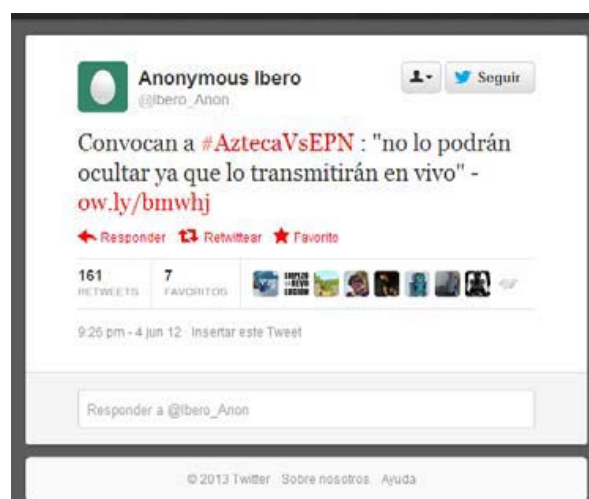 Anonymous Ibero
@Ibero_Anon
Seguir
Convocan a #AztecaVsEPN : "no lo podrán
ocultar ya que lo transmitirán en vivo" -
ow.ly/bmwhj
Responder Retwittear Favorito
161 7
RETWEETS FAVORITOS
9:26 pm - 4 jun 12 Insertar este Tweet
Responder a @Ibero_Anon
© 2013 Twitter Sobre nosotros Ayuda